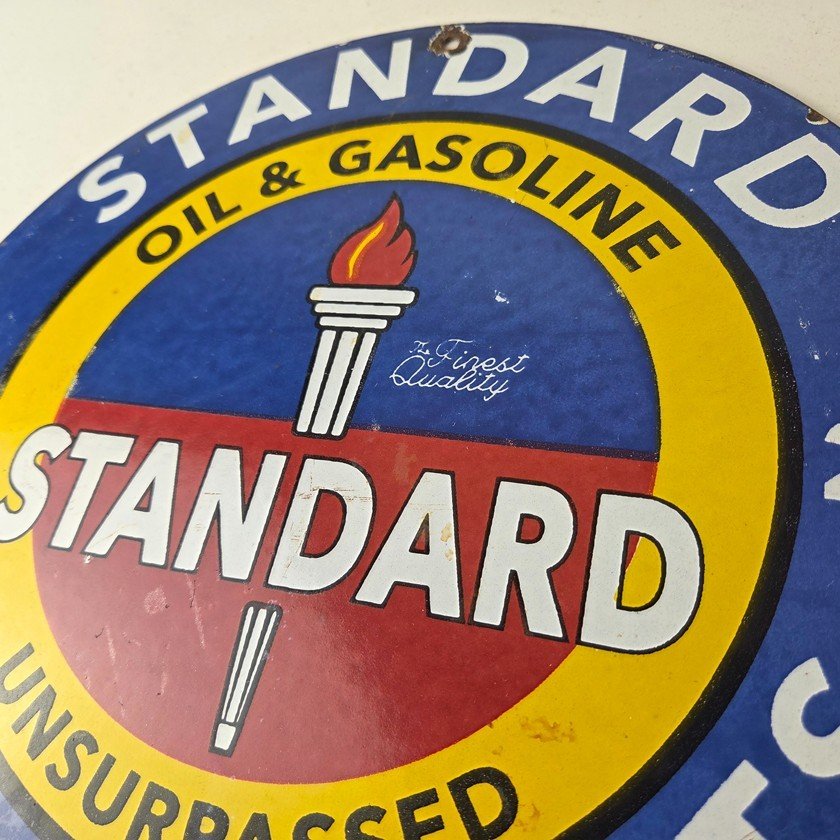 STANDARD
OIL & GASOLINE
The Finest
Quality
STANDARD
UNSURPASSED